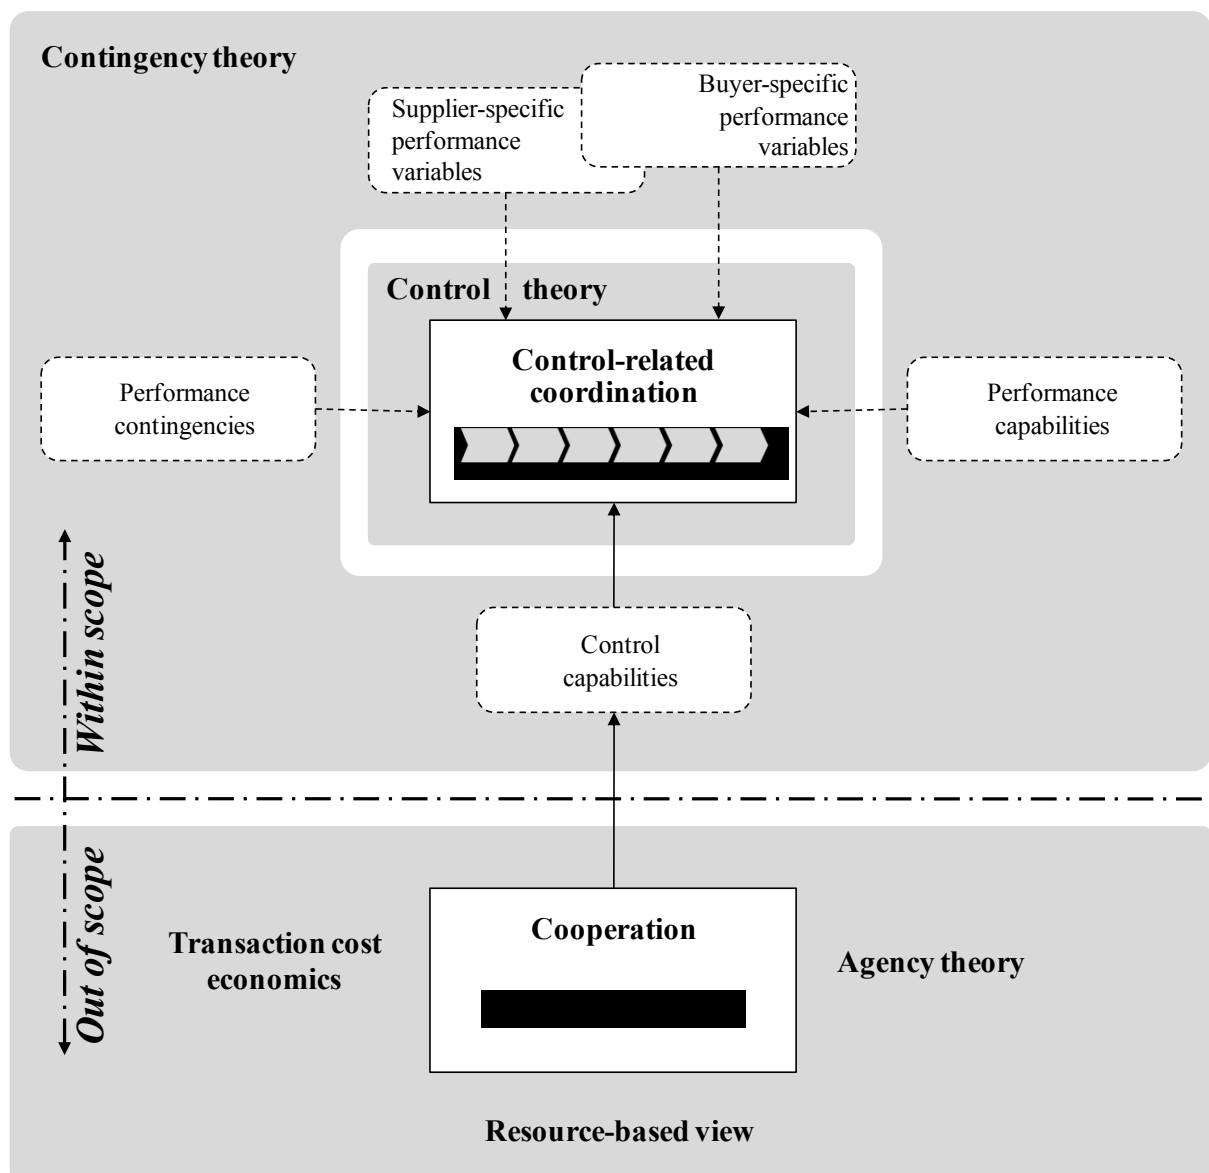 Contingency theory
Supplier-specific
performance
variables
Buyer-specific
performance
variables
Control theory
Control-related
coordination
Performance
contingencies
Performance
capabilities
Within scope
Control
capabilities
Out of scope
Cooperation
Transaction cost
economics
Agency theory
Resource-based view